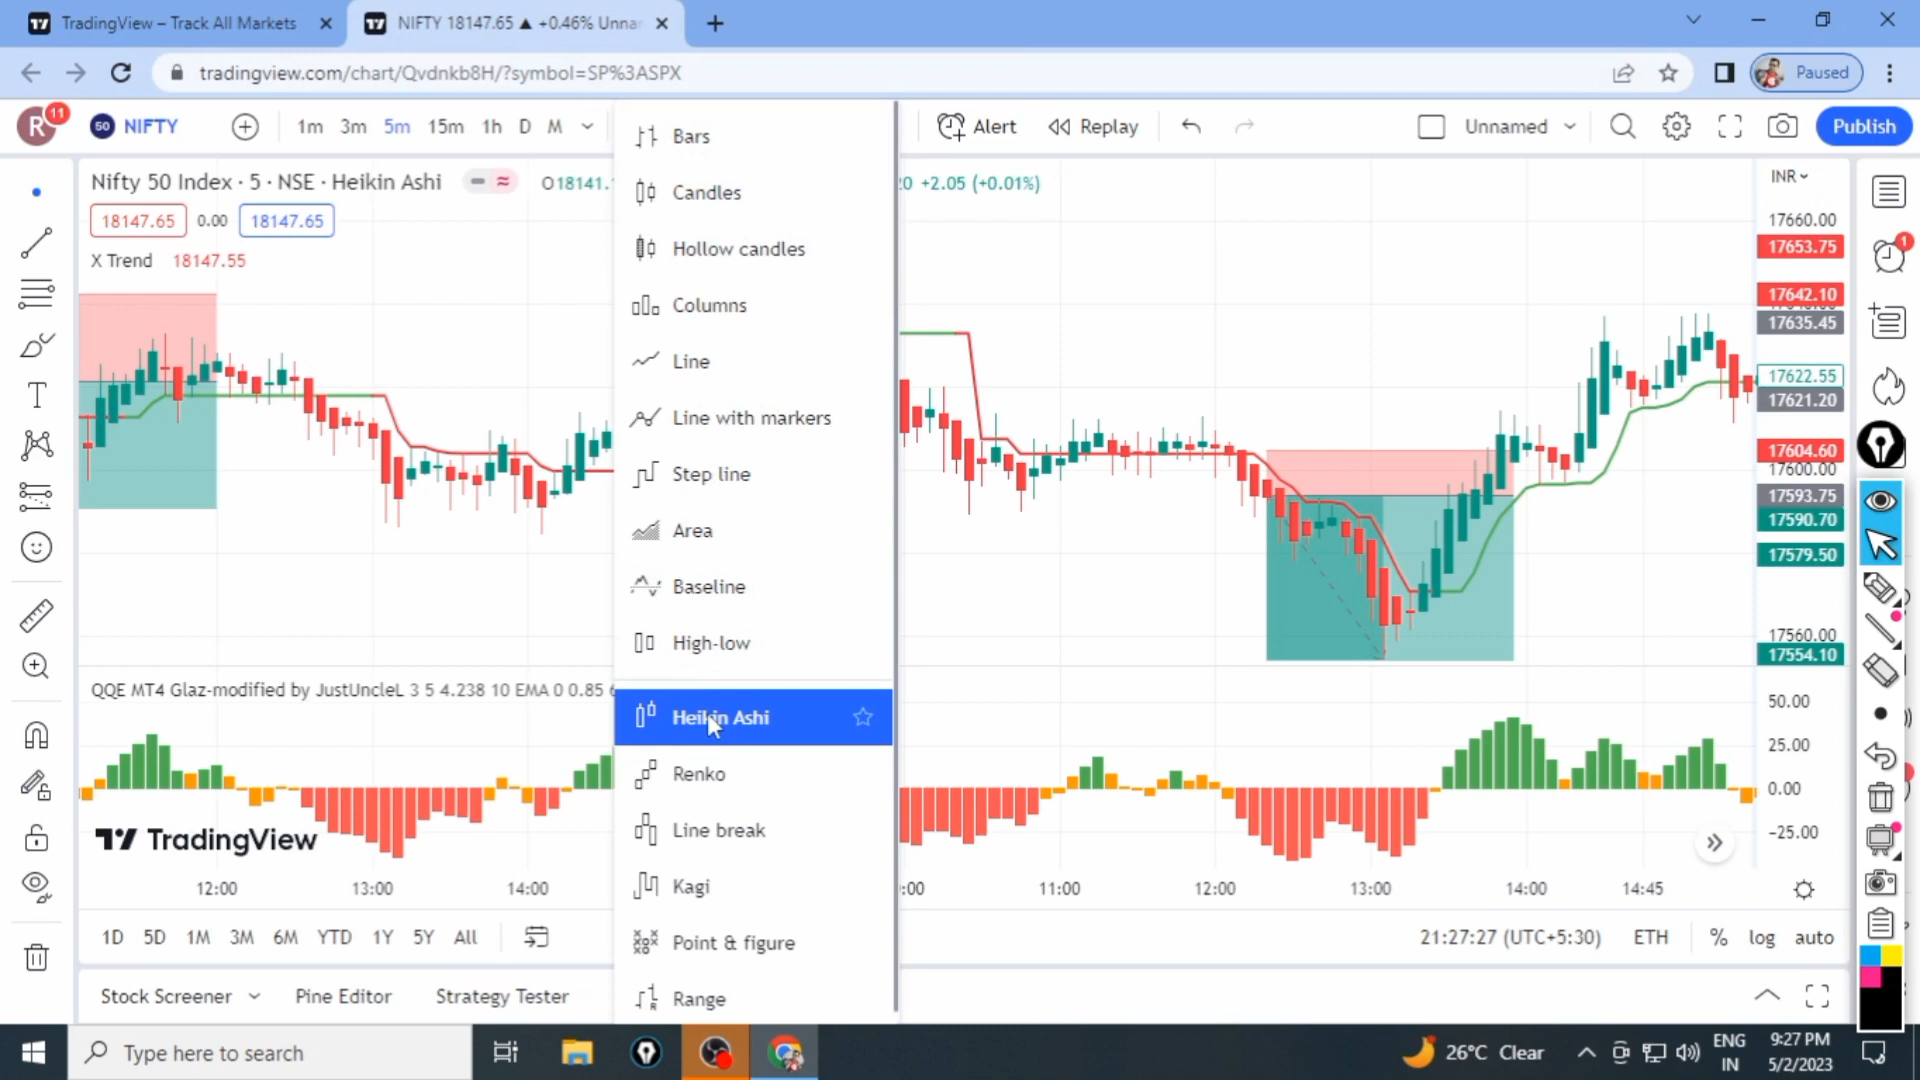 TradingView – Track All Markets
NIFTY 18147.65 ▲ +0.46% Unna
tradingview.com/chart/Qvdnkb8H/?symbol=SP%3ASPX
Paused
R 11
50 NIFTY
1m 3m 5m 15m 1h D M
Alert
Replay
Unnamed
Publish
Nifty 50 Index · 5 · NSE · Heikin Ashi
O18141.
+2.05 (+0.01%)
18147.65 0.00 18147.65
X Trend 18147.55
Bars
Candles
Hollow candles
Columns
Line
Line with markers
Step line
Area
Baseline
High-low
Heikin Ashi
Renko
Line break
Kagi
Point & figure
Range
INR
17660.00
17653.75
17642.10
17635.45
17622.55
17621.20
17604.60
17600.00
17593.75
17590.70
17579.50
17560.00
17554.10
1
QQE MT4 Glaz-modified by JustUncleL 3 5 4.238 10 EMA 0 0.85
50.00
25.00
0.00
−25.00
TradingView
12:00 13:00 14:00 :00 11:00 12:00 13:00 14:00 14:45
1D 5D 1M 3M 6M YTD 1Y 5Y All
21:27:27 (UTC+5:30) ETH % log auto
Stock Screener Pine Editor Strategy Tester
Type here to search
26°C Clear
ENG
IN
9:27 PM
5/2/2023